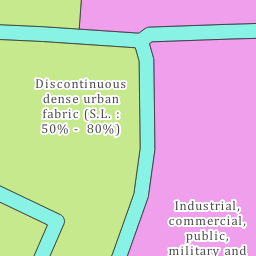 Discontinuous
dense urban
fabric (S.L. :
50% - 80%)
Industrial,
commercial,
public,
military and